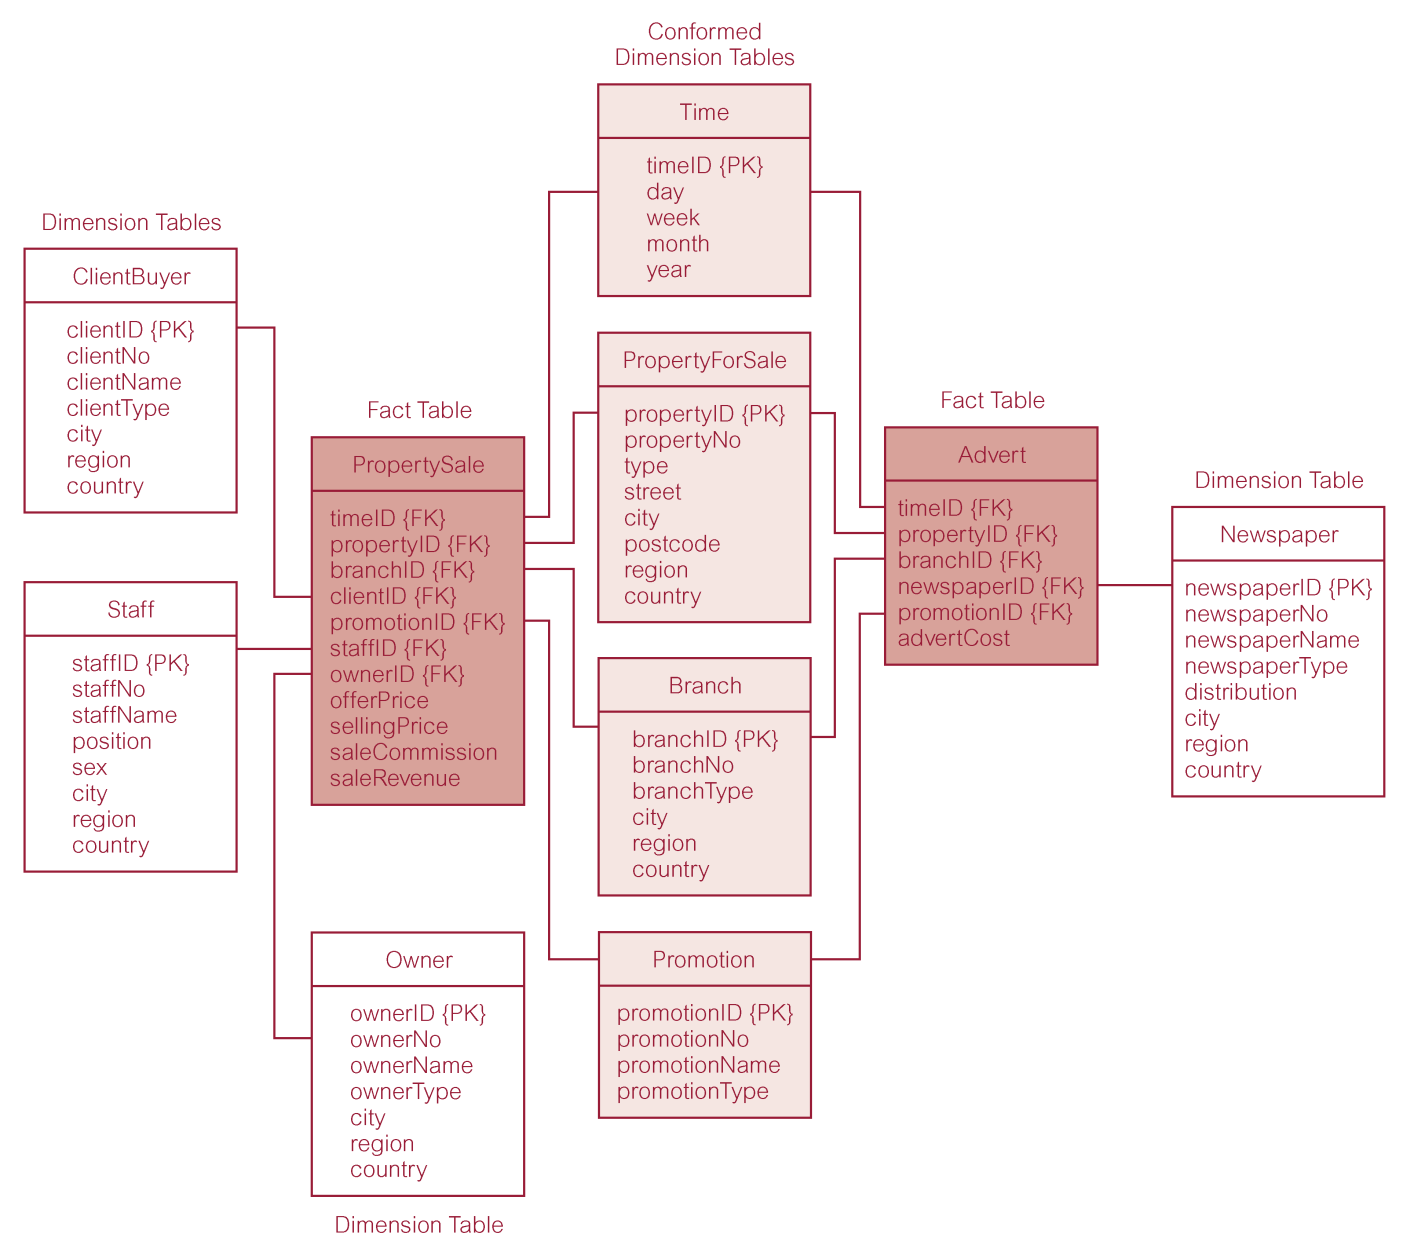 Conformed
Dimension Tables
Time
timeID {PK}
day
week
month
year
Dimension Tables
ClientBuyer
clientID {PK}
clientNo
clientName
clientType
city
region
country
Staff
staffID {PK}
staffNo
staffName
position
sex
city
region
country
Fact Table
PropertySale
timeID {FK}
propertyID {FK}
branchID {FK}
clientID {FK}
promotionID {FK}
staffID {FK}
ownerID {FK}
offerPrice
sellingPrice
saleCommission
saleRevenue
Owner
ownerID {PK}
ownerNo
ownerName
ownerType
city
region
country
Dimension Table
PropertyForSale
propertyID {PK}
propertyNo
type
street
city
postcode
region
country
Branch
branchID {PK}
branchNo
branchType
city
region
country
Promotion
promotionID {PK}
promotionNo
promotionName
promotionType
Fact Table
Advert
timeID {FK}
propertyID {FK}
branchID {FK}
newspaperID {FK}
promotionID {FK}
advertCost
Dimension Table
Newspaper
newspaperID {PK}
newspaperNo
newspaperName
newspaperType
distribution
city
region
country